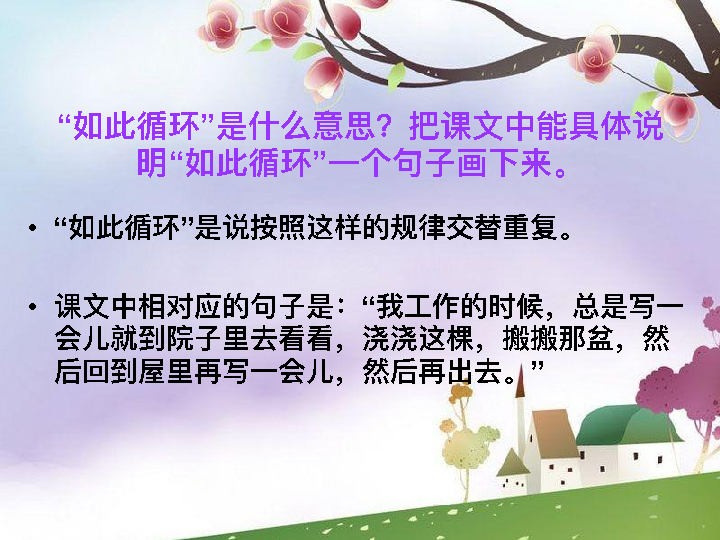 “如此循环”是什么意思？把课文中能具体说
明“如此循环”一个句子画下来。
• “如此循环”是说按照这样的规律交替重复。
• 课文中相对应的句子是：“我工作的时候，总是写一
会儿就到院子里去看看，浇浇这棵，搬搬那盆，然
后回到屋里再写一会儿，然后再出去。”